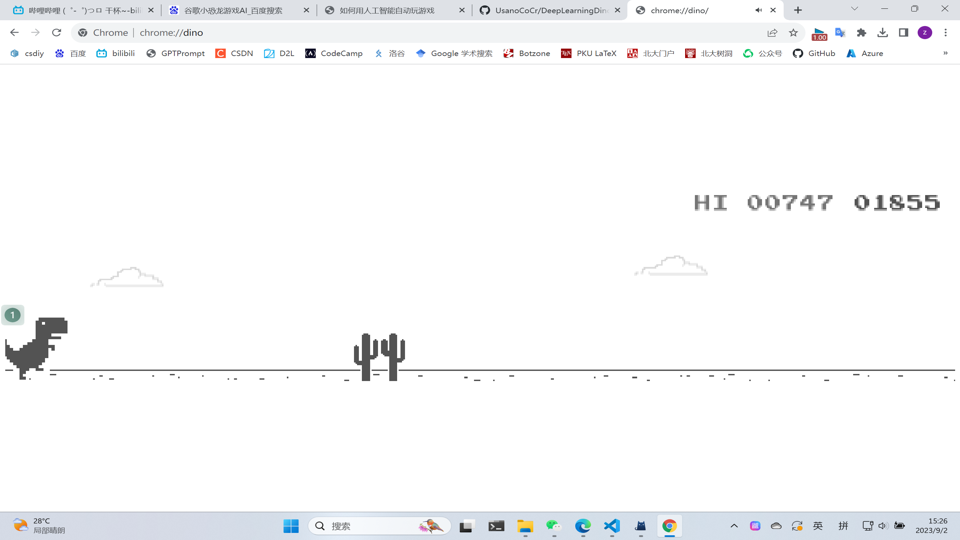 哔哩哔哩 (゜-゜)つロ 干杯~-bili
谷歌小恐龙游戏AI_百度搜索
如何用人工智能自动玩游戏
UsanoCoCr/DeepLearningDin
chrome://dino/
Chrome | chrome://dino
1.00
z
csdiy
百度
bilibili
GPTPrompt
CSDN
D2L
CodeCamp
洛谷
Google 学术搜索
Botzone
PKU LaTeX
北大门户
北大树洞
公众号
GitHub
Azure
»
HI 00747 01855
1
28°C
局部晴朗
搜索
英
拼
15:26
2023/9/2